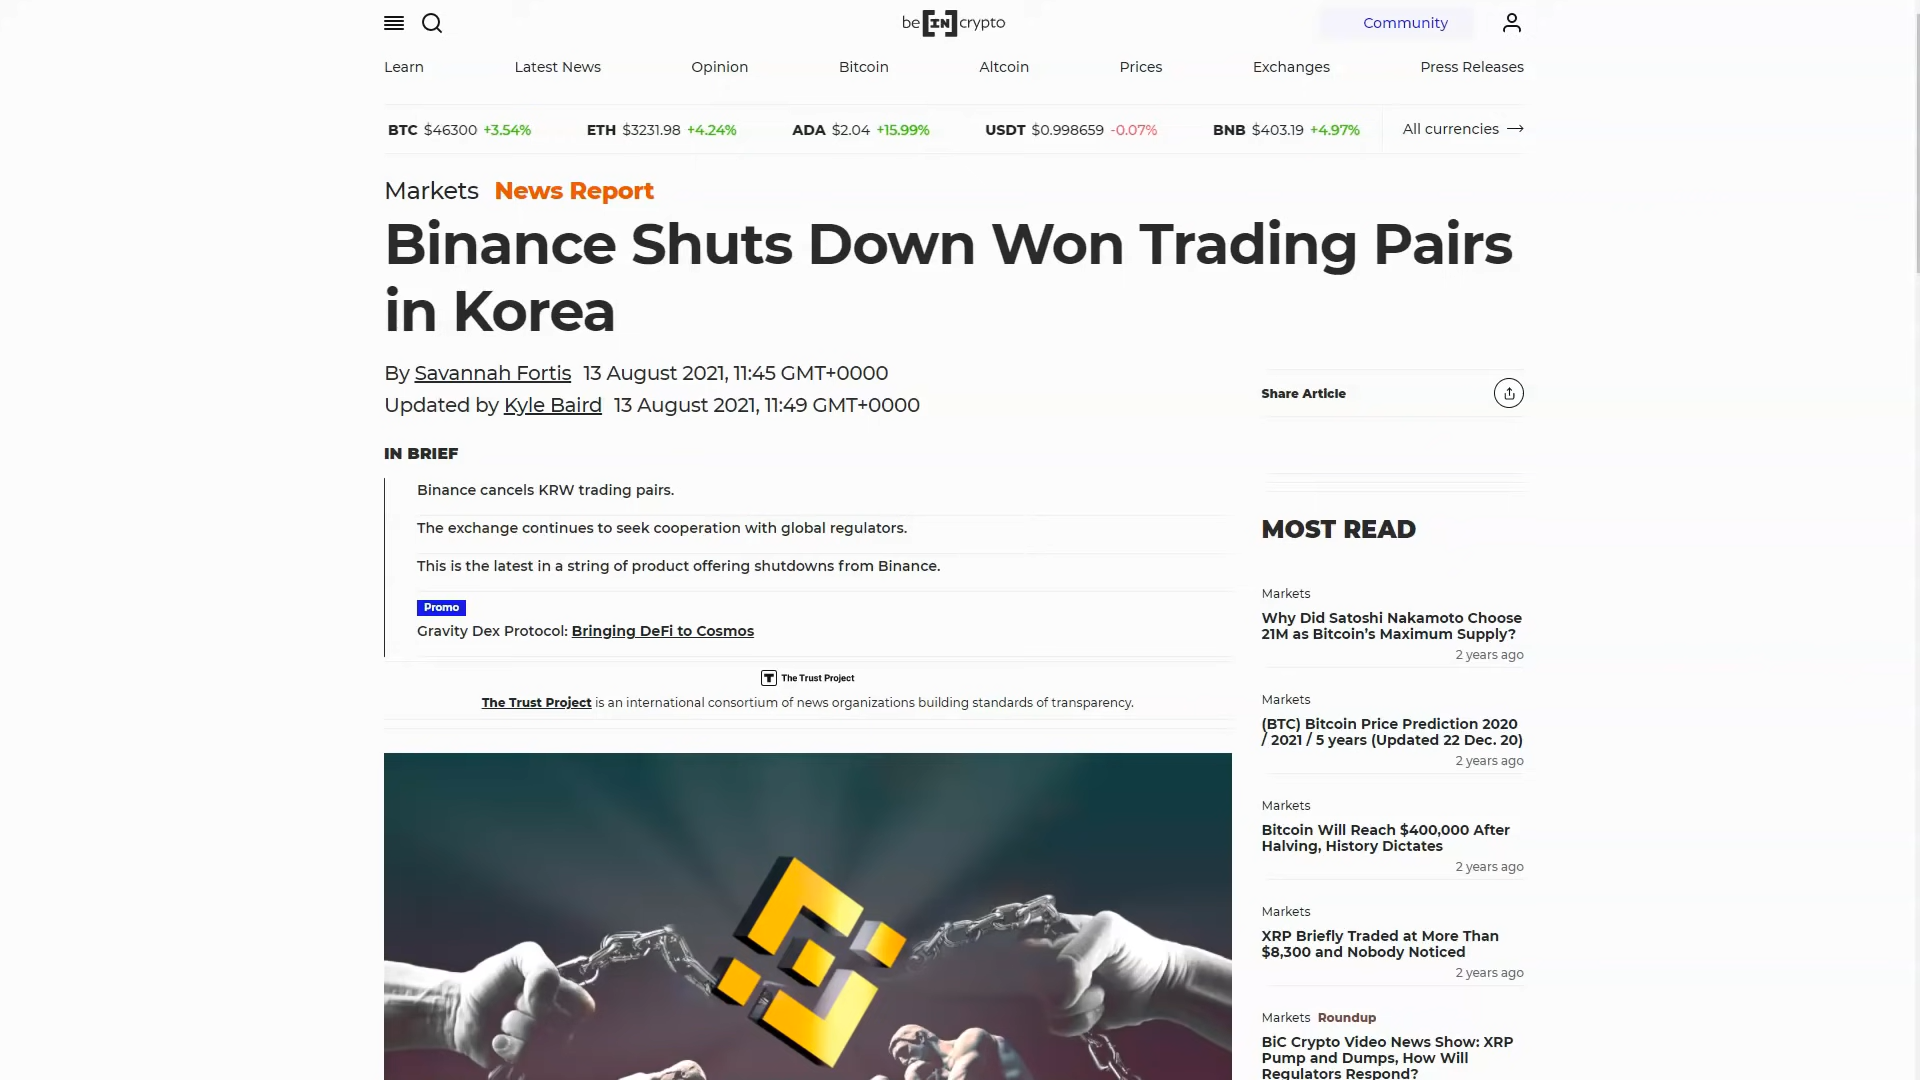 be[IN]crypto
Community
Learn Latest News Opinion Bitcoin Altcoin Prices Exchanges Press Releases
BTC $46300 +3.54% ETH $3231.98 +4.24% ADA $2.04 +15.99% USDT $0.998659 -0.07% BNB $403.19 +4.97% All currencies
Markets News Report
Binance Shuts Down Won Trading Pairs
in Korea
By Savannah Fortis 13 August 2021, 11:45 GMT+0000
Updated by Kyle Baird 13 August 2021, 11:49 GMT+0000
IN BRIEF
Binance cancels KRW trading pairs.
The exchange continues to seek cooperation with global regulators.
This is the latest in a string of product offering shutdowns from Binance.
Promo
Gravity Dex Protocol: Bringing DeFi to Cosmos
T The Trust Project
The Trust Project is an international consortium of news organizations building standards of transparency.
Share Article
MOST READ
Markets
Why Did Satoshi Nakamoto Choose
21M as Bitcoin’s Maximum Supply?
2 years ago
Markets
(BTC) Bitcoin Price Prediction 2020
/ 2021 / 5 years (Updated 22 Dec. 20)
2 years ago
Markets
Bitcoin Will Reach $400,000 After
Halving, History Dictates
2 years ago
Markets
XRP Briefly Traded at More Than
$8,300 and Nobody Noticed
2 years ago
Markets Roundup
BiC Crypto Video News Show: XRP
Pump and Dumps, How Will
Regulators Respond?